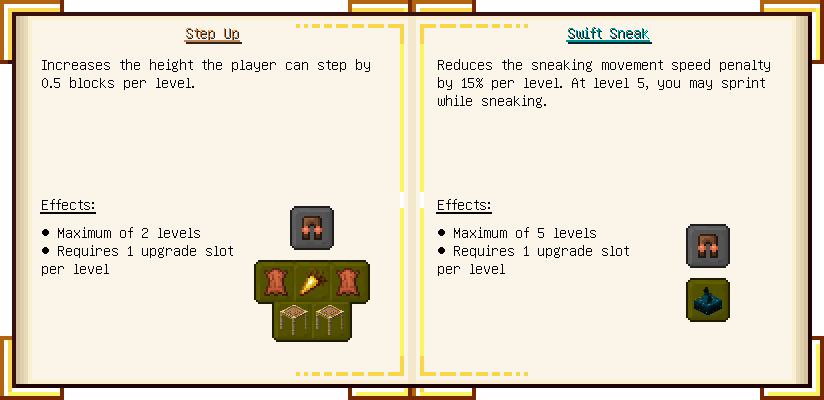 Step Up
Increases the height the player can step by
0.5 blocks per level.
Effects:
● Maximum of 2 levels
● Requires 1 upgrade slot
per level
Swift Sneak
Reduces the sneaking movement speed penalty
by 15% per level. At level 5, you may sprint
while sneaking.
Effects:
● Maximum of 5 levels
● Requires 1 upgrade slot
per level